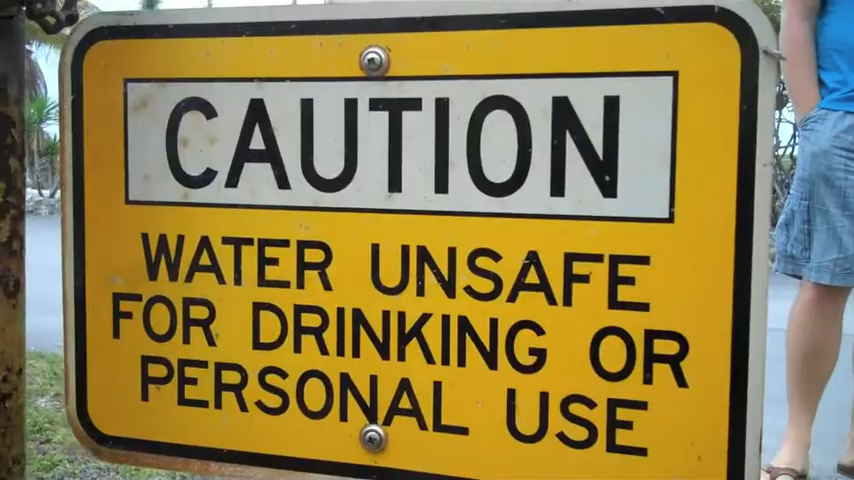 CAUTION
WATER UNSAFE
FOR DRINKING OR
PERSONAL USE